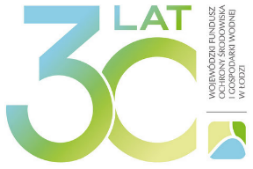 30 LAT
WOJEWÓDZKI FUNDUSZ
OCHRONY ŚRODOWISKA
I GOSPODARKI WODNEJ
W ŁODZI